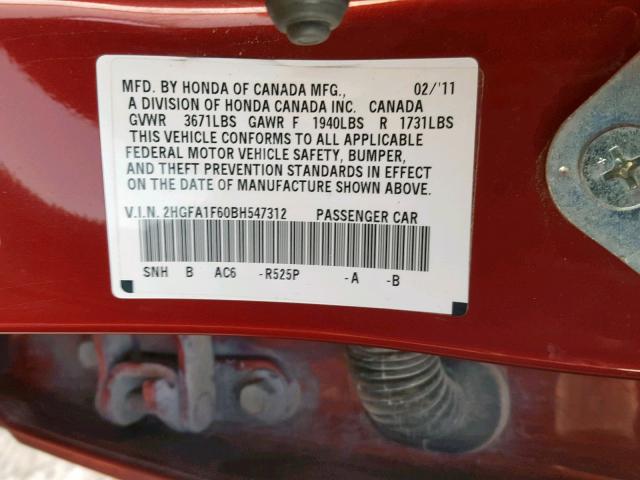 MFD. BY HONDA OF CANADA MFG., 02/'11
A DIVISION OF HONDA CANADA INC. CANADA
GVWR 3671LBS GAWR F 1940LBS R 1731LBS
THIS VEHICLE CONFORMS TO ALL APPLICABLE
FEDERAL MOTOR VEHICLE SAFETY, BUMPER,
AND THEFT PREVENTION STANDARDS IN EFFECT
ON THE DATE OF MANUFACTURE SHOWN ABOVE.
V.I.N. 2HGFA1F60BH547312 PASSENGER CAR
SNH B AC6 -R525P -A -B